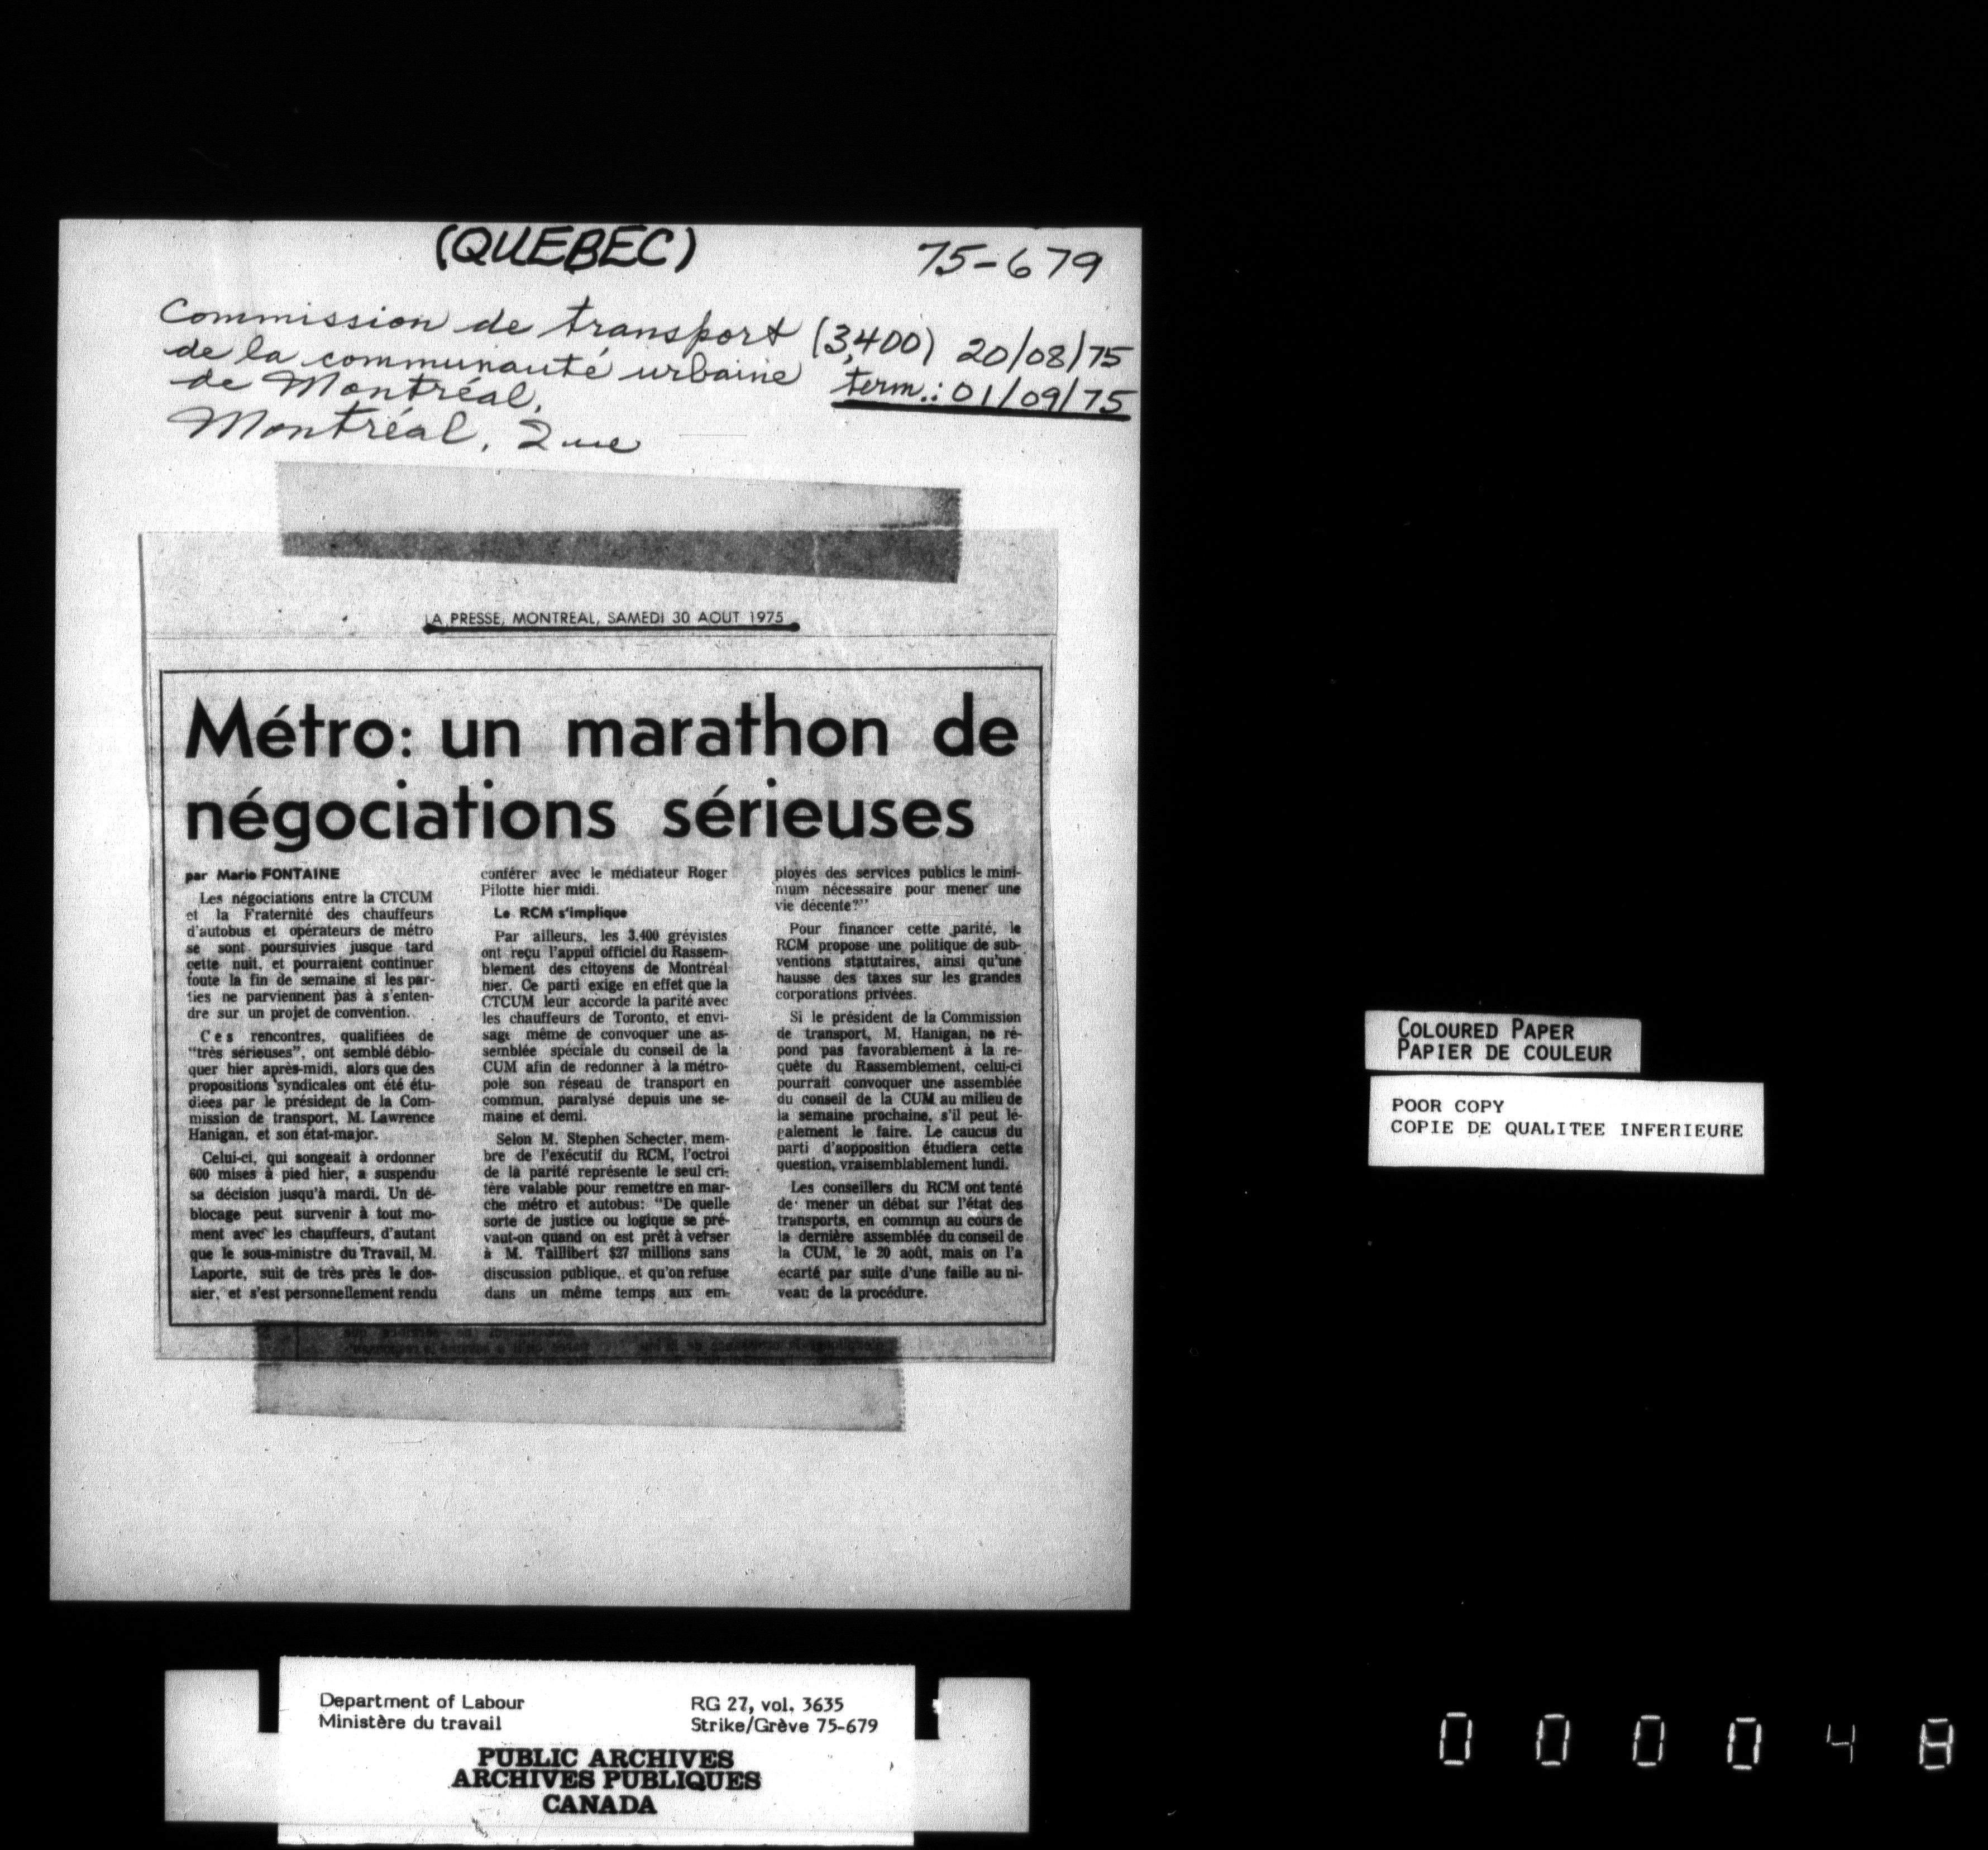 (QUEBEC)
75-679
Commission de transport (3,400) 20/08/75
de la communauté urbaine term.: 01/09/75
de Montréal,
Montréal, Que
LA PRESSE, MONTREAL, SAMEDI 30 AOUT 1975
Métro: un marathon de
négociations sérieuses
par Marie FONTAINE
Les négociations entre la CTCUM
et la Fraternité des chauffeurs
d'autobus et opérateurs de métro
se sont poursuivies jusque tard
cette nuit, et pourraient continuer
toute la fin de semaine si les par-
ties ne parviennent pas à s'enten-
dre sur un projet de convention.
Ces rencontres, qualifiées de
"très sérieuses", ont semblé déblo-
quer hier après-midi, alors que des
propositions syndicales ont été étu-
diées par le président de la Com-
mission de transport, M. Lawrence
Hanigan, et son état-major.
Celui-ci, qui songeait à ordonner
600 mises à pied hier, a suspendu
sa décision jusqu'à mardi. Un dé-
blocage peut survenir à tout mo-
ment avec les chauffeurs, d'autant
que le sous-ministre du Travail, M.
Laporte, suit de très près le dos-
sier, et s'est personnellement rendu
conférer avec le médiateur Roger
Pilotte hier midi.
Le RCM s'implique
Par ailleurs, les 3,400 grévistes
ont reçu l'appui officiel du Rassem-
blement des citoyens de Montréal
hier. Ce parti exige en effet que la
CTCUM leur accorde la parité avec
les chauffeurs de Toronto, et envi-
sage même de convoquer une as-
semblée spéciale du conseil de la
CUM afin de redonner à la métro-
pole son réseau de transport en
commun, paralysé depuis une se-
maine et demi.
Selon M. Stephen Schecter, mem-
bre de l'exécutif du RCM, l'octroi
de la parité représente le seul cri-
tère valable pour remettre en mar-
che métro et autobus: "De quelle
sorte de justice ou logique se pré-
vaut-on quand on est prêt à verser
à M. Taillibert $27 millions sans
discussion publique, et qu'on refuse
dans un même temps aux em-
ployés des services publics le mini-
mum nécessaire pour mener une
vie décente?"
Pour financer cette parité, le
RCM propose une politique de sub-
ventions statutaires, ainsi qu'une
hausse des taxes sur les grandes
corporations privées.
Si le président de la Commission
de transport, M. Hanigan, ne ré-
pond pas favorablement à la re-
quête du Rassemblement, celui-ci
pourrait convoquer une assemblée
du conseil de la CUM au milieu de
la semaine prochaine, s'il peut lé-
galement le faire. Le caucus du
parti d'aopposition étudiera cette
question, vraisemblablement lundi.
Les conseillers du RCM ont tenté
de mener un débat sur l'état des
transports, en commun au cours de
la dernière assemblée du conseil de
la CUM, le 20 août, mais on l'a
écarté par suite d'une faille au ni-
veau de la procédure.
COLOURED PAPER
PAPIER DE COULEUR
POOR COPY
COPIE DE QUALITEE INFERIEURE
Department of Labour
Ministère du travail
RG 27, vol. 3635
Strike/Grève 75-679
PUBLIC ARCHIVES
ARCHIVES PUBLIQUES
CANADA
0 0 0 0 4 8